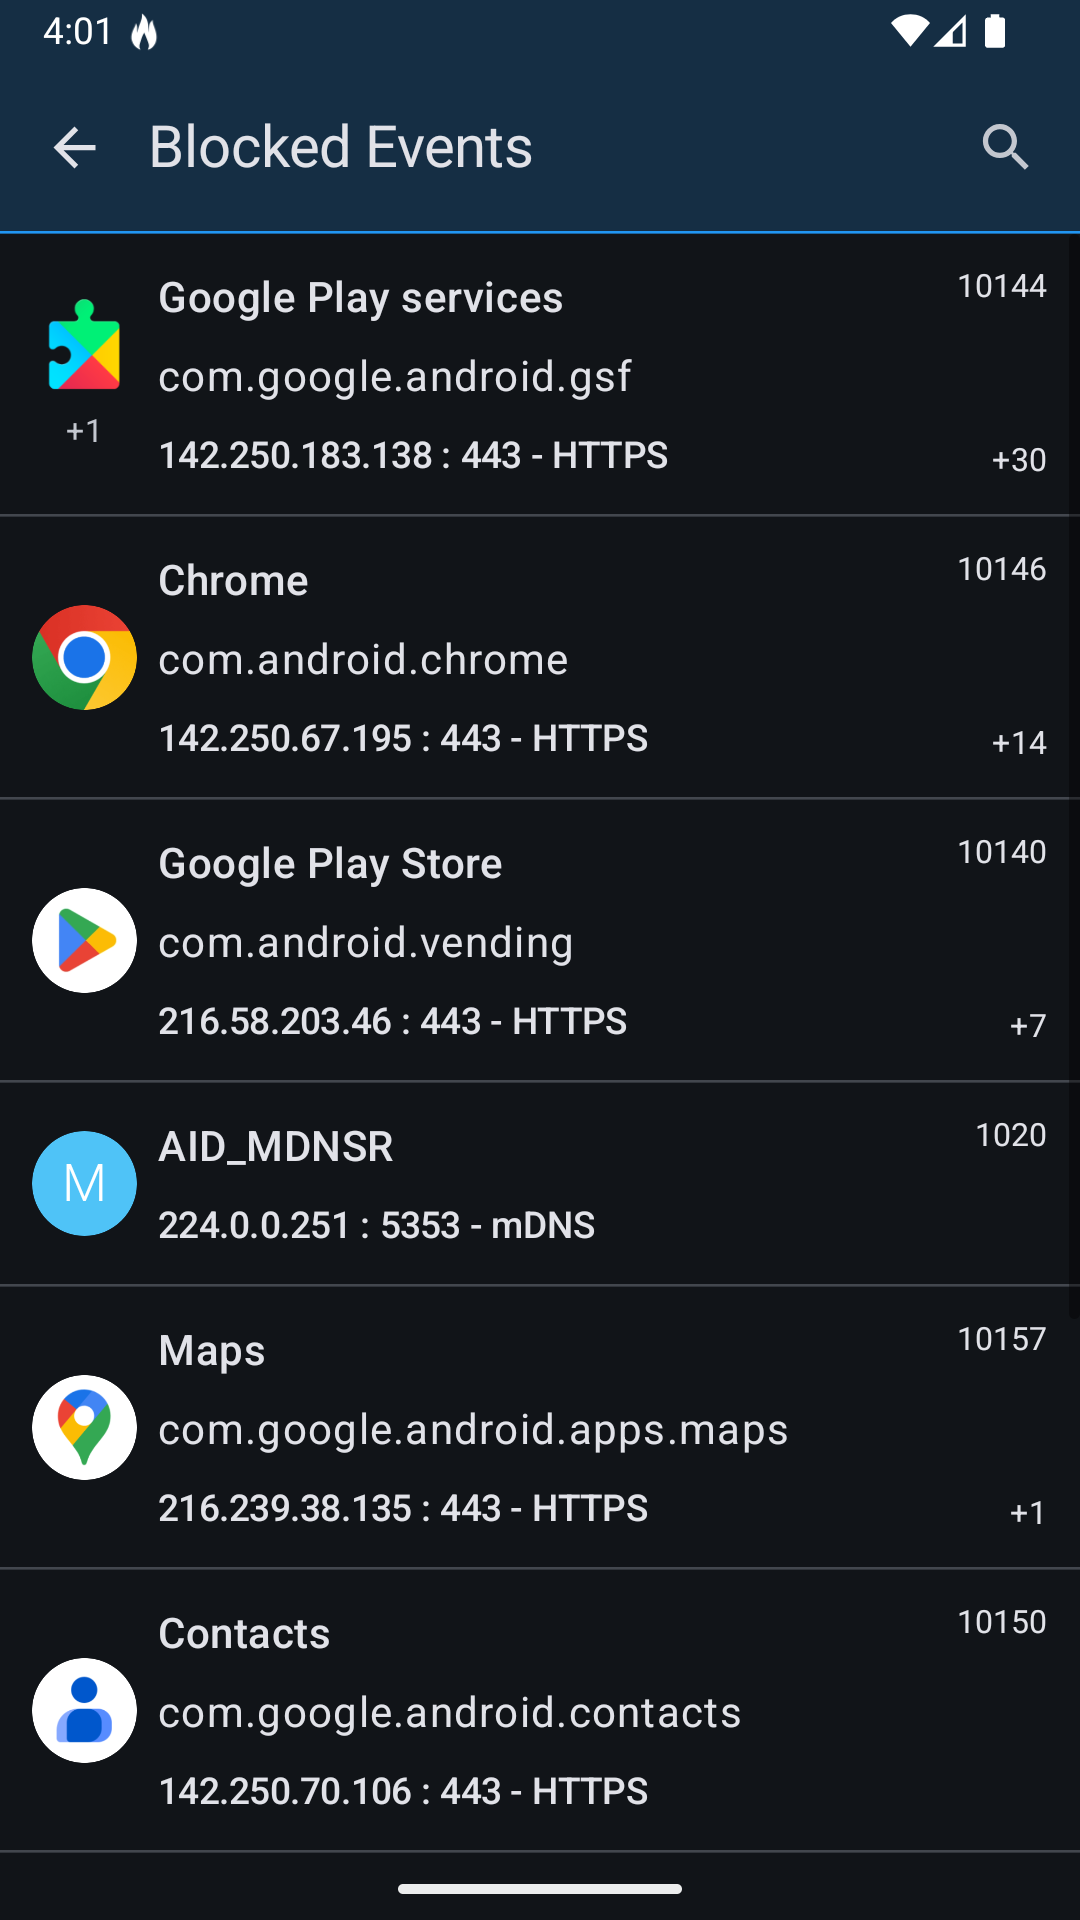 4:01
Blocked Events
Google Play services
10144
com.google.android.gsf
+1
142.250.183.138 : 443 - HTTPS
+30
Chrome
10146
com.android.chrome
142.250.67.195 : 443 - HTTPS
+14
Google Play Store
10140
com.android.vending
216.58.203.46 : 443 - HTTPS
+7
M
AID_MDNSR
1020
224.0.0.251 : 5353 - mDNS
Maps
10157
com.google.android.apps.maps
216.239.38.135 : 443 - HTTPS
+1
Contacts
10150
com.google.android.contacts
142.250.70.106 : 443 - HTTPS